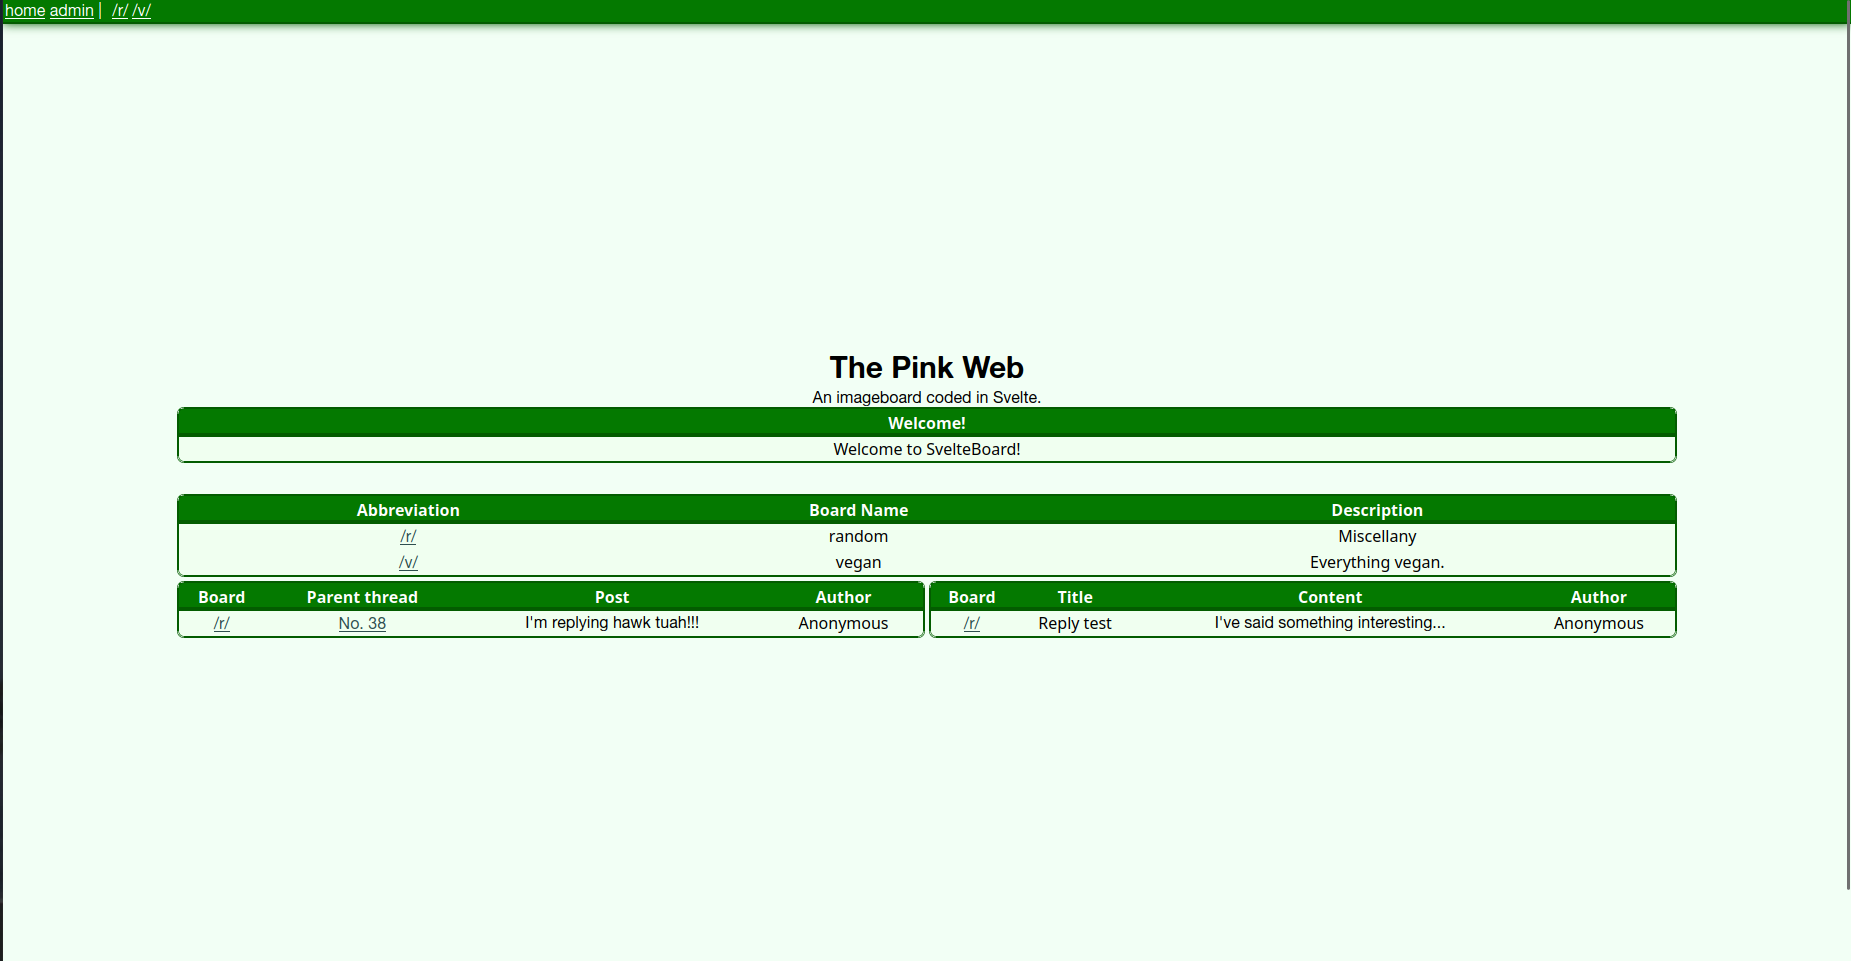 home admin | /r/ /v/
The Pink Web
An imageboard coded in Svelte.
Welcome!
Welcome to SvelteBoard!
Abbreviation Board Name Description
/r/ random Miscellany
/v/ vegan Everything vegan.
Board Parent thread Post Author Board Title Content Author
/r/ No. 38 I'm replying hawk tuah!!! Anonymous /r/ Reply test I've said something interesting... Anonymous